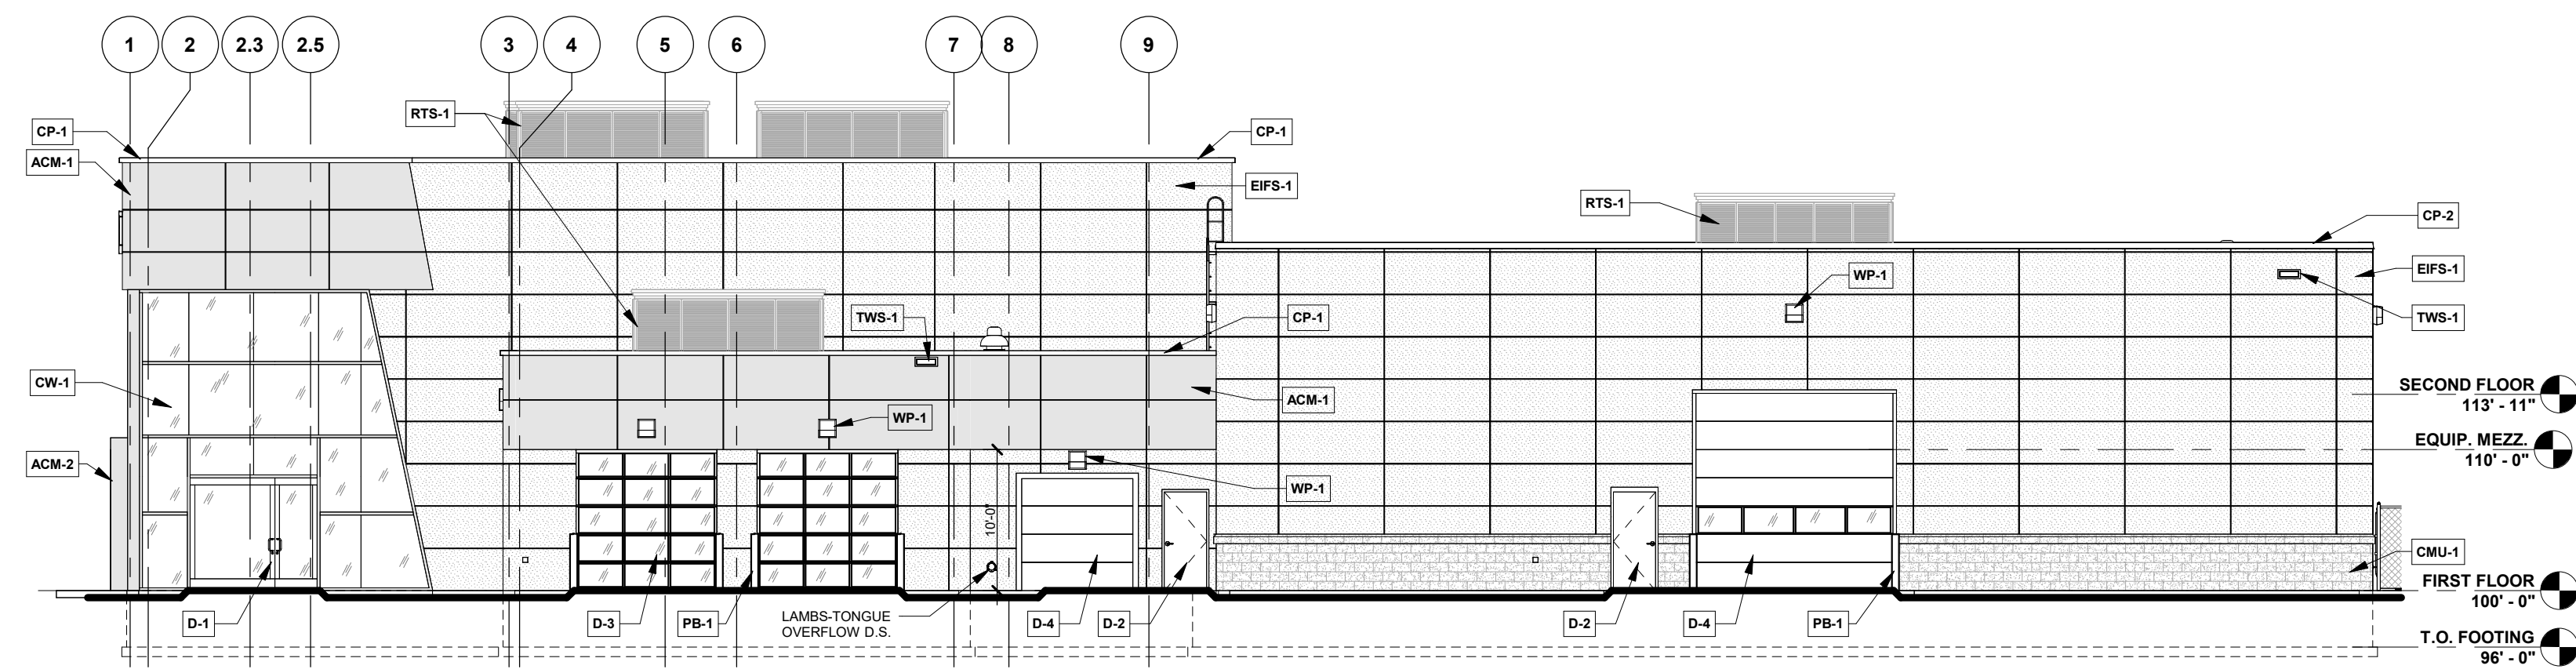 1 2 2.3 2.5 3 4 5 6 7 8 9
RTS-1
CP-1
CP-1
ACM-1
EIFS-1
RTS-1
CP-2
EIFS-1
WP-1
TWS-1
CP-1
TWS-1
CW-1
SECOND FLOOR
113' - 11"
ACM-1
WP-1
EQUIP. MEZZ.
110' - 0"
ACM-2
WP-1
10'-0"
CMU-1
FIRST FLOOR
100' - 0"
D-1
D-3
PB-1
LAMBS-TONGUE
OVERFLOW D.S.
D-4
D-2
D-2
D-4
PB-1
T.O. FOOTING
96' - 0"